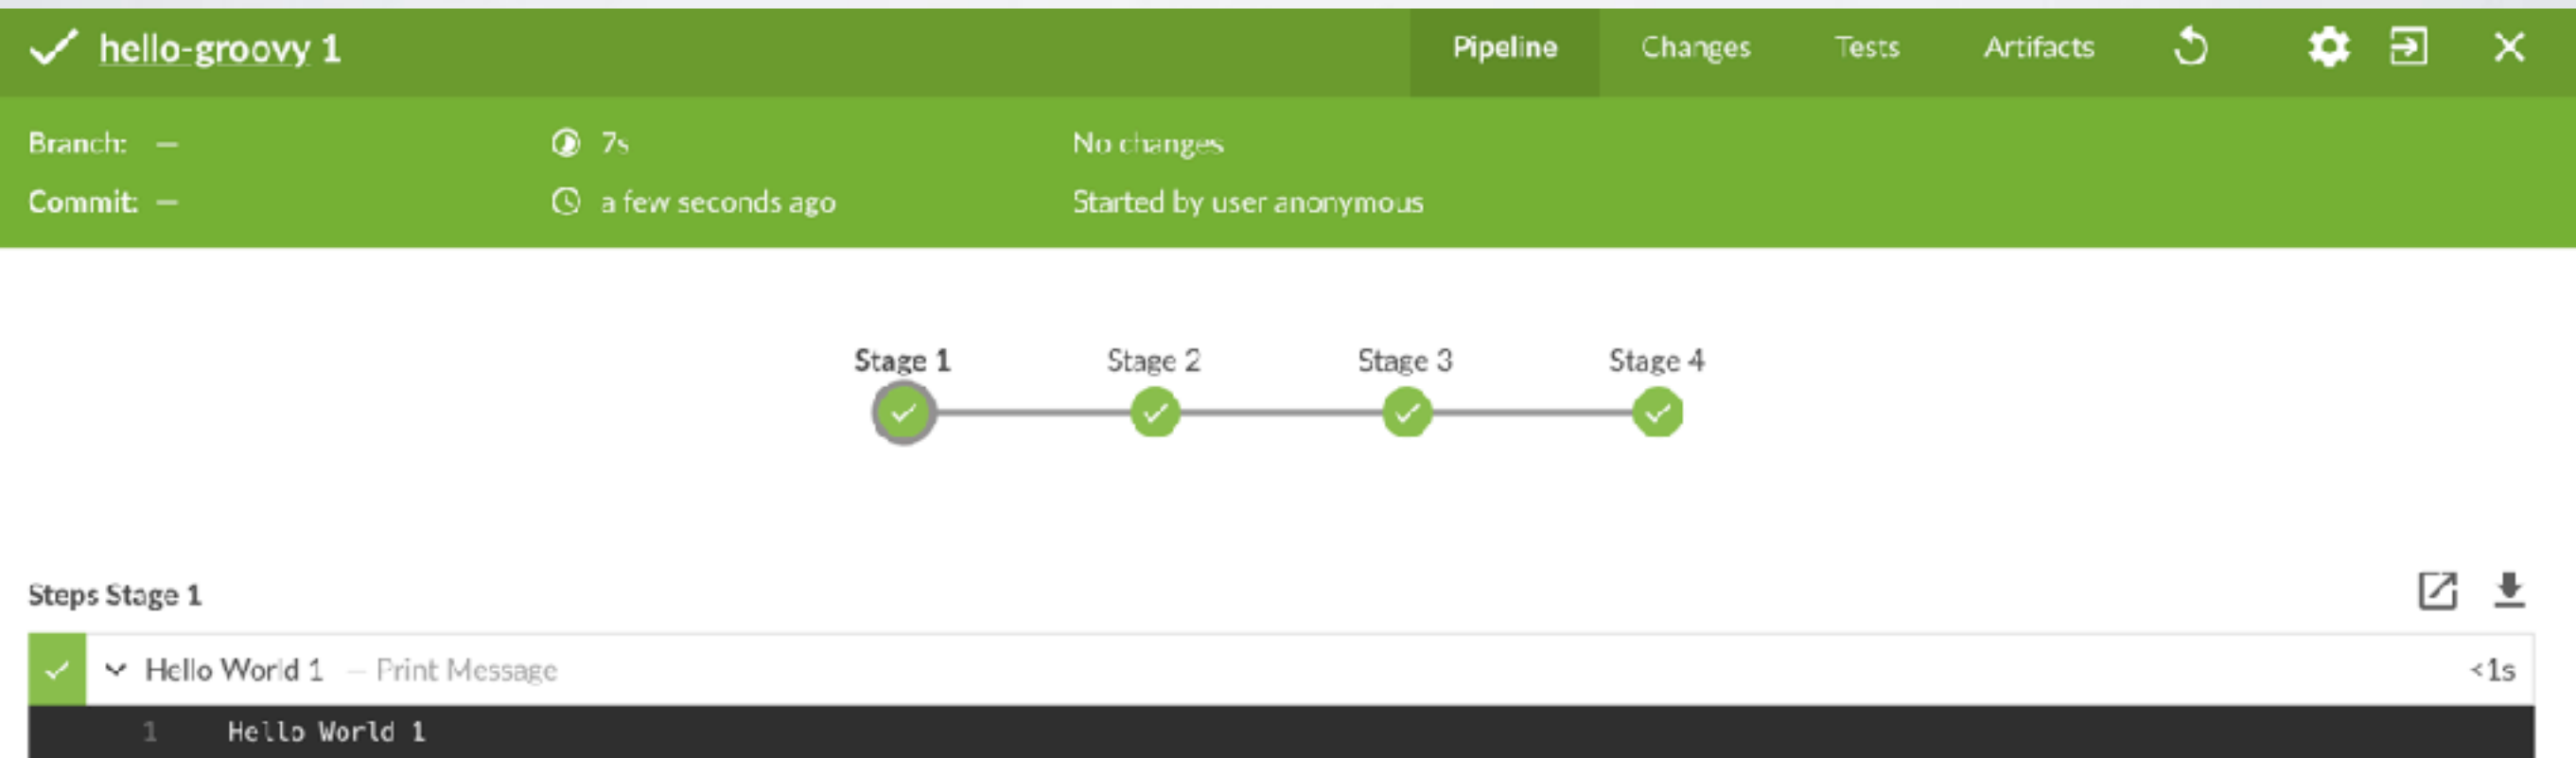 hello-groovy 1 Pipeline Changes Tests Artifacts
Branch: — 7s No changes
Commit: — a few seconds ago Started by user anonymous
Stage 1 Stage 2 Stage 3 Stage 4
Steps Stage 1
Hello World 1 — Print Message <1s
1 Hello World 1